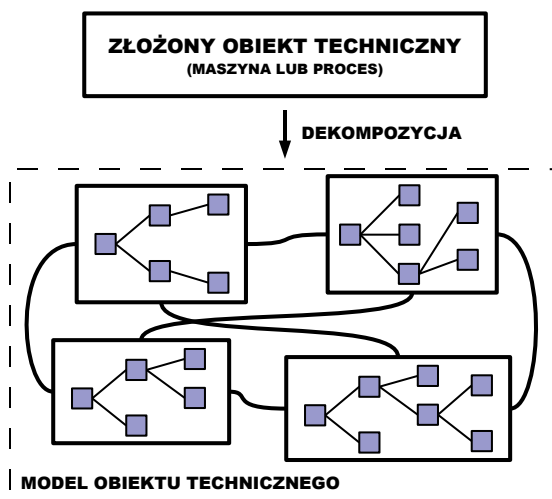 ZŁOŻONY OBIEKT TECHNICZNY
(MASZYNA LUB PROCES)
DEKOMPOZYCJA
MODEL OBIEKTU TECHNICZNEGO